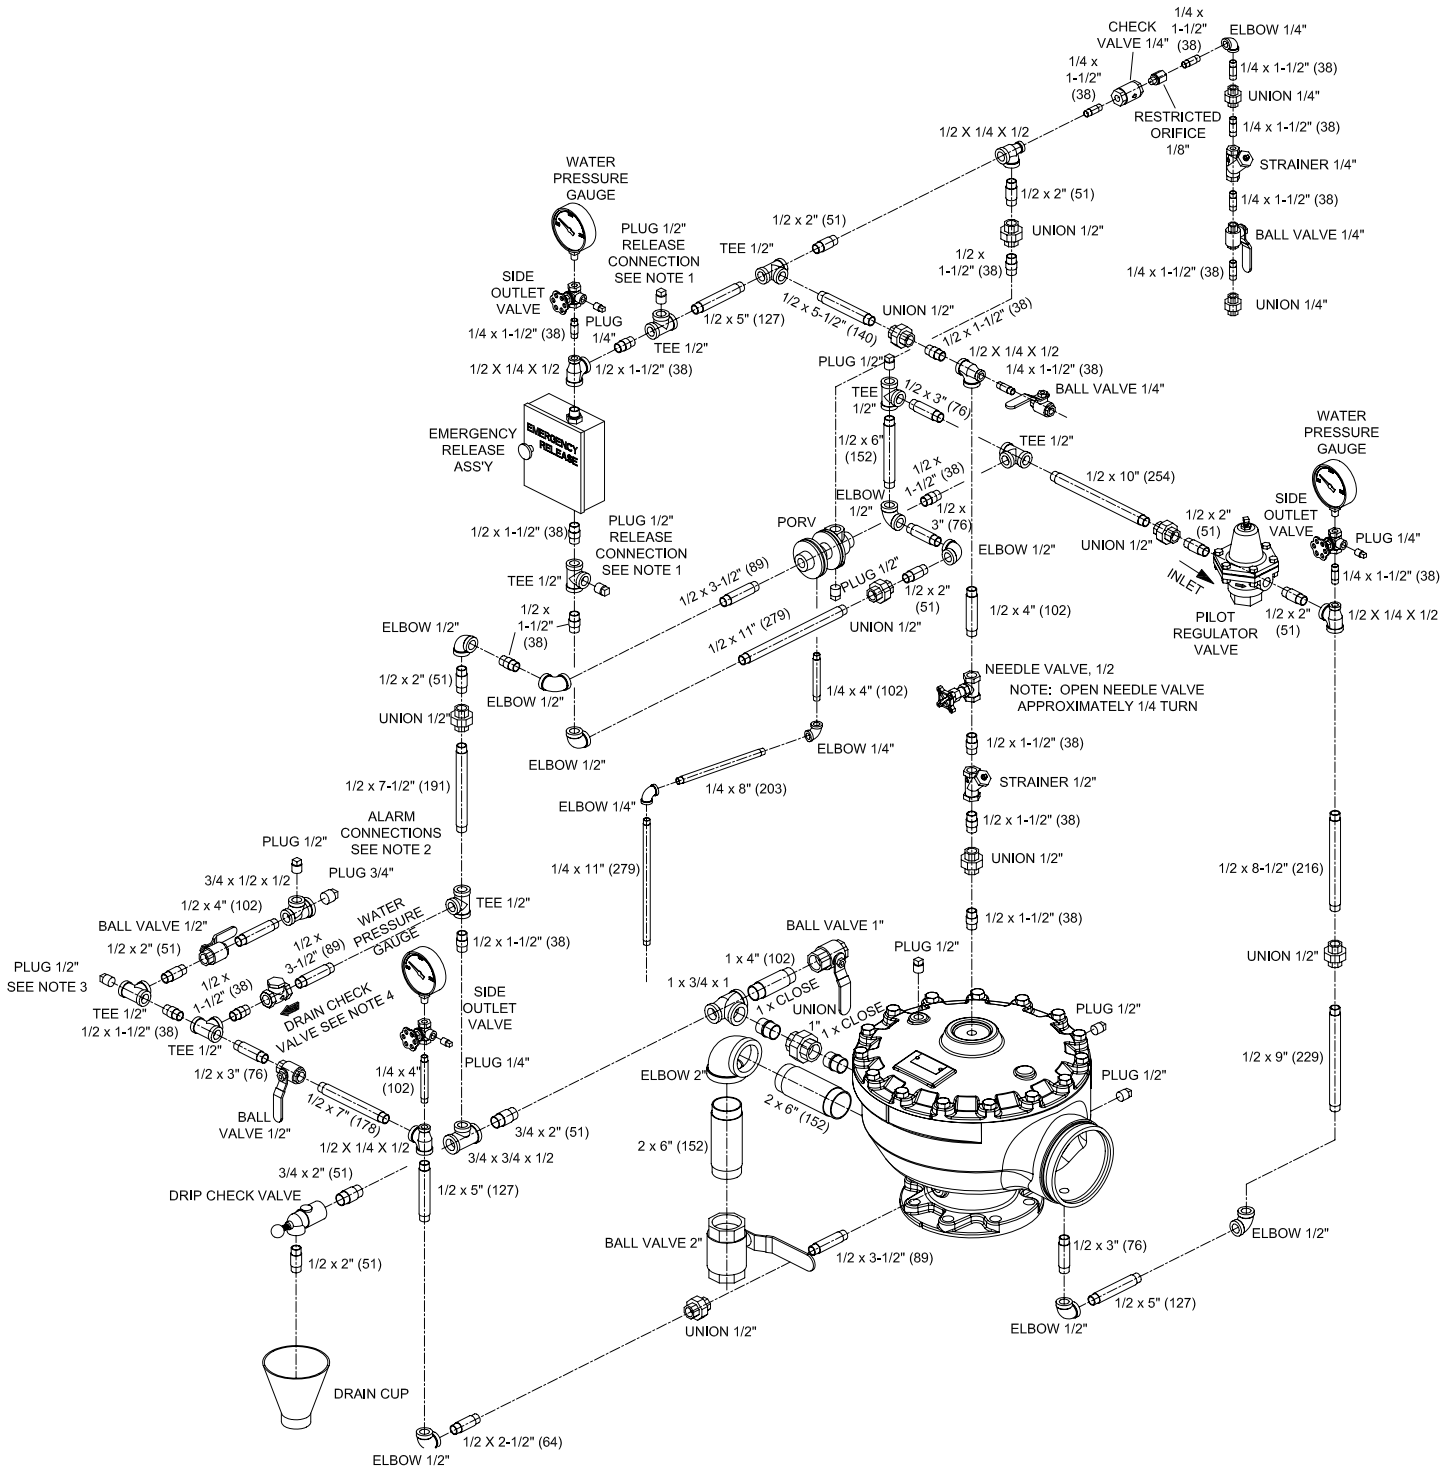 1/4 x
1-1/2"
(38)
ELBOW 1/4"
CHECK
VALVE 1/4"
1/4 x
1-1/2"
(38)
1/4 x 1-1/2" (38)
UNION 1/4"
RESTRICTED
ORIFICE
1/8"
1/4 x 1-1/2" (38)
STRAINER 1/4"
1/4 x 1-1/2" (38)
BALL VALVE 1/4"
1/4 x 1-1/2" (38)
UNION 1/4"
1/2 X 1/4 X 1/2
1/2 x 2" (51)
UNION 1/2"
1/2 x
1-1/2" (38)
WATER
PRESSURE
GAUGE
PLUG 1/2"
RELEASE
CONNECTION
SEE NOTE 1
1/2 x 2" (51)
TEE 1/2"
SIDE
OUTLET
VALVE
PLUG
1/4"
1/4 x 1-1/2" (38)
1/2 x 5" (127)
TEE 1/2"
1/2 X 1/4 X 1/2
1/2 x 1-1/2" (38)
1/2 x 5-1/2" (140)
UNION 1/2"
1/2 x 1-1/2" (38)
PLUG 1/2"
1/2 X 1/4 X 1/2
1/4 x 1-1/2" (38)
BALL VALVE 1/4"
TEE
1/2"
1/2 x 3" (76)
EMERGENCY
RELEASE
ASS'Y
EMERGENCY
RELEASE
1/2 x 6"
(152)
TEE 1/2"
1/2 x
1-1/2" (38)
1/2 x 10" (254)
WATER
PRESSURE
GAUGE
SIDE
OUTLET
VALVE
PLUG 1/4"
1/4 x 1-1/2" (38)
ELBOW
1/2"
1/2 x
3" (76)
ELBOW 1/2"
PORV
UNION 1/2"
1/2 x 2"
(51)
INLET
PILOT
REGULATOR
VALVE
1/2 x 2"
(51)
1/2 X 1/4 X 1/2
1/2 x 1-1/2" (38)
PLUG 1/2"
RELEASE
CONNECTION
SEE NOTE 1
TEE 1/2"
1/2 x 3-1/2" (89)
PLUG 1/2"
1/2 x 2"
(51)
UNION 1/2"
1/2 x 11" (279)
1/2 x 4" (102)
1/2 x
1-1/2"
(38)
ELBOW 1/2"
1/2 x 2" (51)
ELBOW 1/2"
UNION 1/2"
ELBOW 1/2"
1/4 x 4" (102)
ELBOW 1/4"
NEEDLE VALVE, 1/2
NOTE: OPEN NEEDLE VALVE
APPROXIMATELY 1/4 TURN
1/2 x 1-1/2" (38)
STRAINER 1/2"
1/2 x 1-1/2" (38)
UNION 1/2"
1/2 x 1-1/2" (38)
1/2 x 7-1/2" (191)
1/4 x 8" (203)
ELBOW 1/4"
1/4 x 11" (279)
ALARM
CONNECTIONS
SEE NOTE 2
PLUG 1/2"
PLUG 3/4"
3/4 x 1/2 x 1/2
1/2 x 4" (102)
BALL VALVE 1/2"
1/2 x 2" (51)
PLUG 1/2"
SEE NOTE 3
TEE 1/2"
1/2 x 1-1/2" (38)
TEE 1/2"
1/2 x
1-1/2" (38)
1/2 x
3-1/2" (89)
WATER
PRESSURE
GAUGE
DRAIN CHECK
VALVE SEE NOTE 4
TEE 1/2"
1/2 x 1-1/2" (38)
SIDE
OUTLET
VALVE
PLUG 1/4"
1/4 x 4"
(102)
1/2 x 3" (76)
BALL
VALVE 1/2"
1/2 x 7" (178)
1/2 X 1/4 X 1/2
3/4 x 2" (51)
3/4 x 3/4 x 1/2
3/4 x 2" (51)
DRIP CHECK VALVE
1/2 x 5" (127)
1/2 x 2" (51)
DRAIN CUP
ELBOW 1/2"
1/2 X 2-1/2" (64)
BALL VALVE 1"
1 x 4" (102)
1 x 3/4 x 1
1 x CLOSE
UNION
1"
1 x CLOSE
PLUG 1/2"
PLUG 1/2"
PLUG 1/2"
ELBOW 2"
2 x 6" (152)
2 x 6" (152)
BALL VALVE 2"
1/2 x 3-1/2" (89)
UNION 1/2"
1/2 x 3" (76)
ELBOW 1/2"
1/2 x 5" (127)
ELBOW 1/2"
1/2 x 8-1/2" (216)
UNION 1/2"
1/2 x 9" (229)